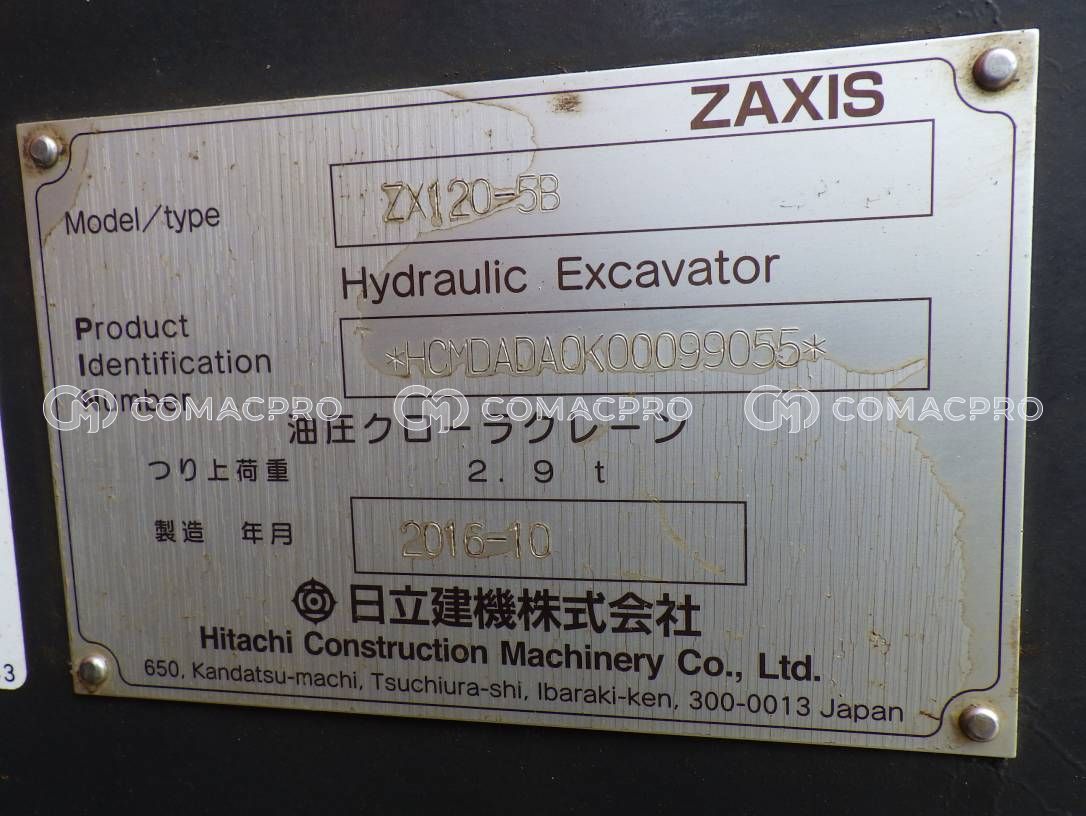 ZAXIS
Model/type ZX120-5B
Hydraulic Excavator
Product
Identification *HCMDADA0K00099055*
Number
COMACPRO COMACPRO COMACPRO
油圧クローラクレーン
つり上荷重 2.9 t
製造 年月 2016-10
日立建機株式会社
Hitachi Construction Machinery Co., Ltd.
650, Kandatsu-machi, Tsuchiura-shi, Ibaraki-ken, 300-0013 Japan
3